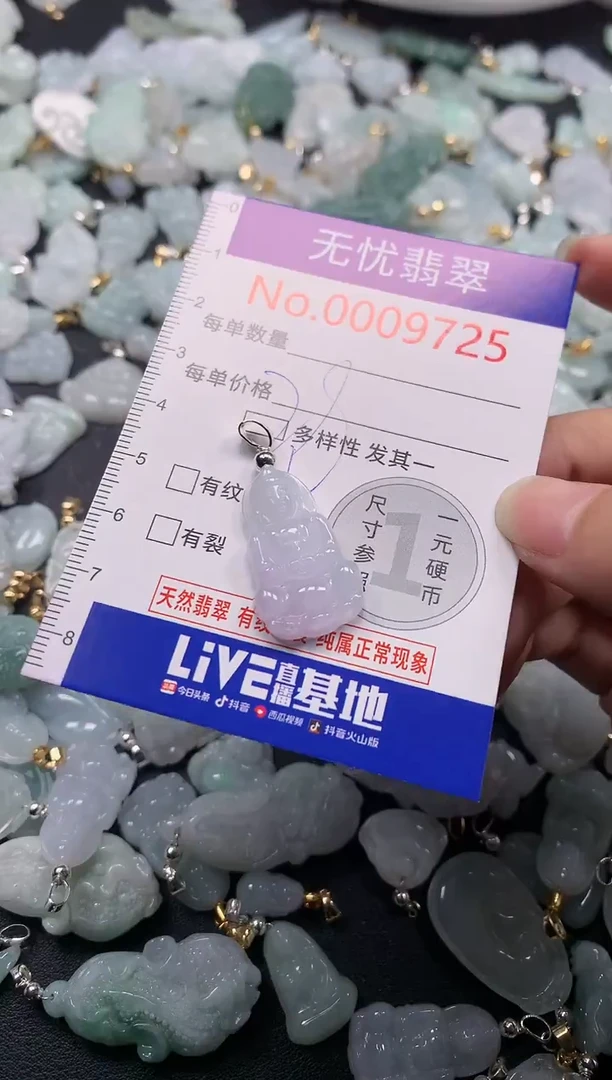 0
1
2
3
4
5
6
7
8
无忧翡翠
No.0009725
每单数量
每单价格
多样性 发其一
有纹
有裂
尺寸参照
1
一元硬币
天然翡翠 有纹 纯属正常现象
LiVE直播基地
今日头条 抖音 西瓜视频 抖音火山版